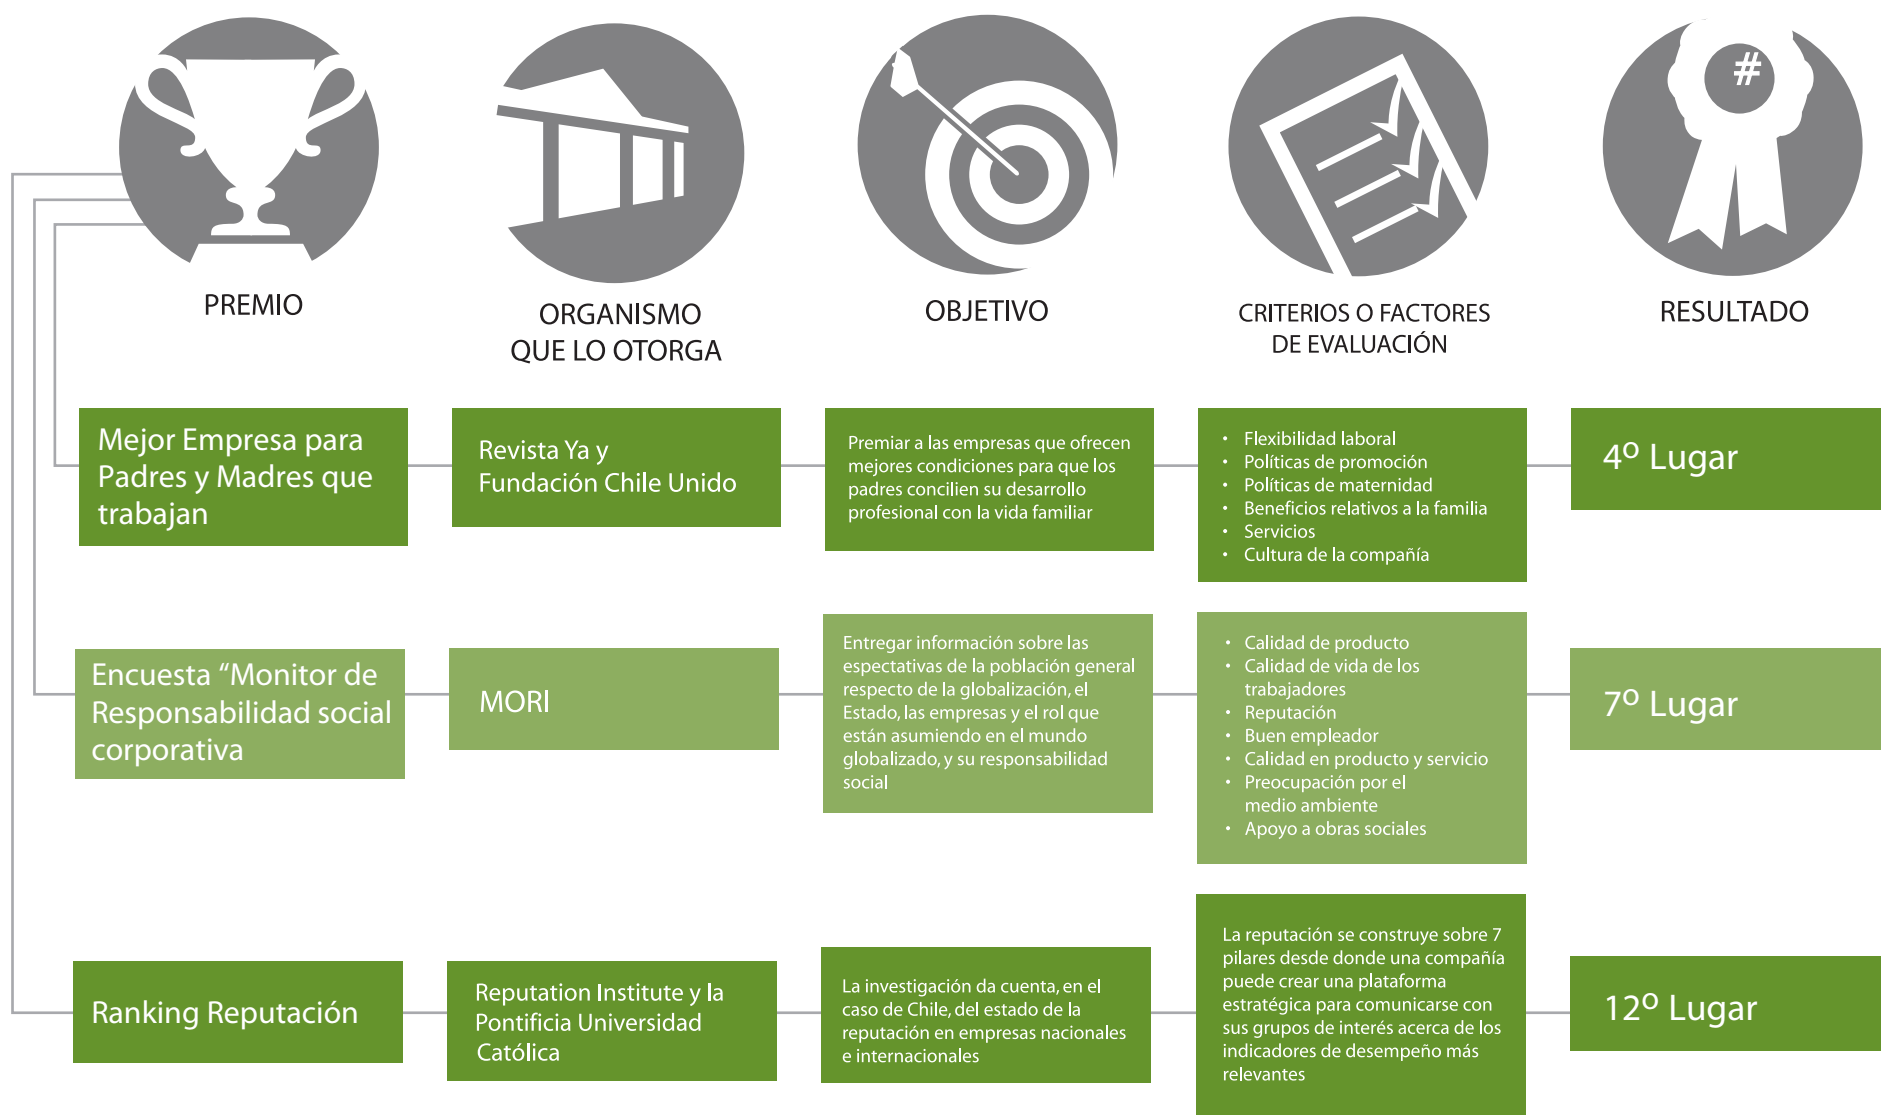 #
PREMIO
ORGANISMO
QUE LO OTORGA
OBJETIVO
CRITERIOS O FACTORES
DE EVALUACIÓN
RESULTADO
Mejor Empresa para
Padres y Madres que
trabajan
Revista Ya y
Fundación Chile Unido
Premiar a las empresas que ofrecen
mejores condiciones para que los
padres concilien su desarrollo
profesional con la vida familiar
• Flexibilidad laboral
• Políticas de promoción
• Políticas de maternidad
• Beneficios relativos a la familia
• Servicios
• Cultura de la compañía
4º Lugar
Encuesta “Monitor de
Responsabilidad social
corporativa
MORI
Entregar información sobre las
espectativas de la población general
respecto de la globalización, el
Estado, las empresas y el rol que
están asumiendo en el mundo
globalizado, y su responsabilidad
social
• Calidad de producto
• Calidad de vida de los
trabajadores
• Reputación
• Buen empleador
• Calidad en producto y servicio
• Preocupación por el
medio ambiente
• Apoyo a obras sociales
7º Lugar
Ranking Reputación
Reputation Institute y la
Pontificia Universidad
Católica
La investigación da cuenta, en el
caso de Chile, del estado de la
reputación en empresas nacionales
e internacionales
La reputación se construye sobre 7
pilares desde donde una compañía
puede crear una plataforma
estratégica para comunicarse con
sus grupos de interés acerca de los
indicadores de desempeño más
relevantes
12º Lugar